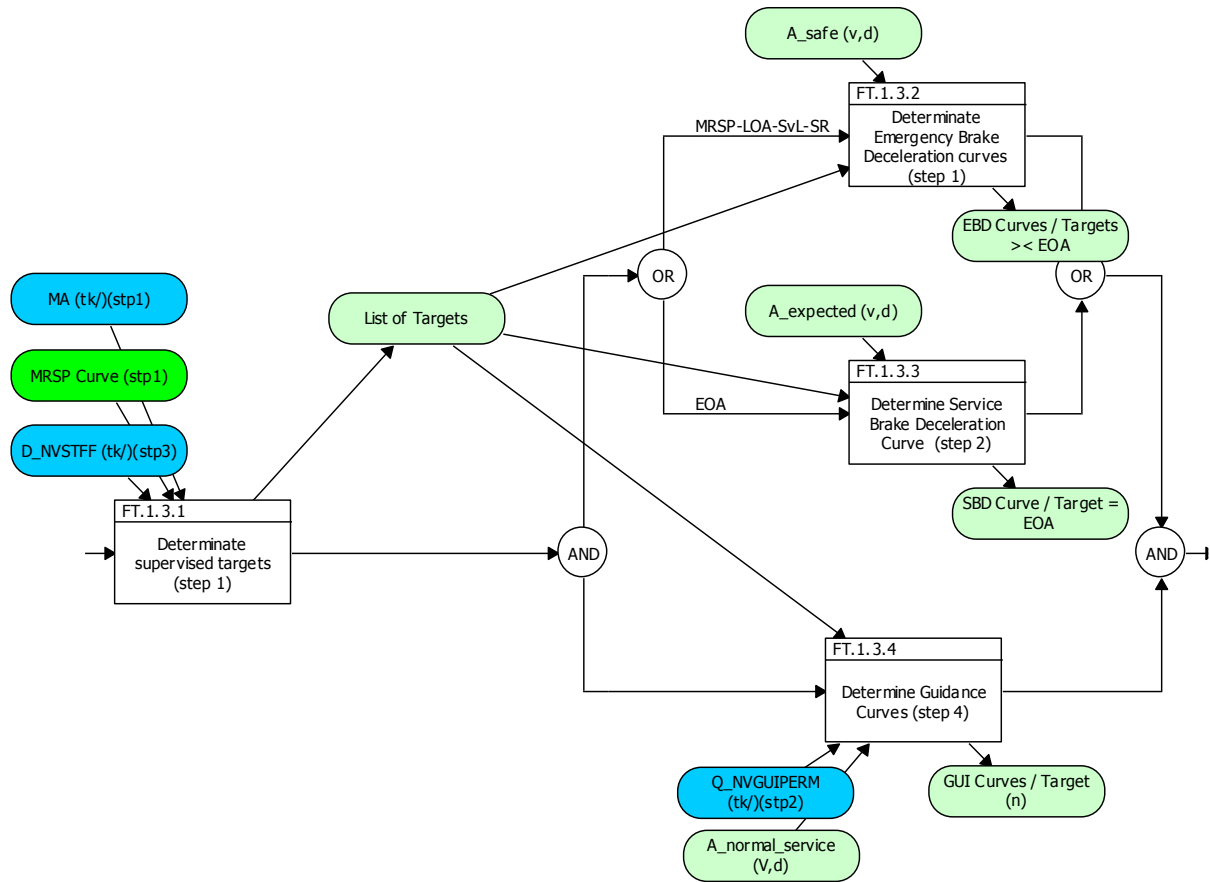 A_safe (v,d)
FT.1.3.2
Determinate
Emergency Brake
Deceleration curves
(step 1)
MRSP-LOA-SvL-SR
EBD Curves / Targets
>< EOA
OR
OR
MA (tk/)(stp1)
List of Targets
A_expected (v,d)
MRSP Curve (stp1)
FT.1.3.3
Determine Service
Brake Deceleration
Curve (step 2)
EOA
D_NVSTFF (tk/)(stp3)
SBD Curve / Target =
EOA
FT.1.3.1
Determinate
supervised targets
(step 1)
AND
AND
FT.1.3.4
Determine Guidance
Curves (step 4)
Q_NVGUIPERM
(tk/)(stp2)
GUI Curves / Target
(n)
A_normal_service
(V,d)